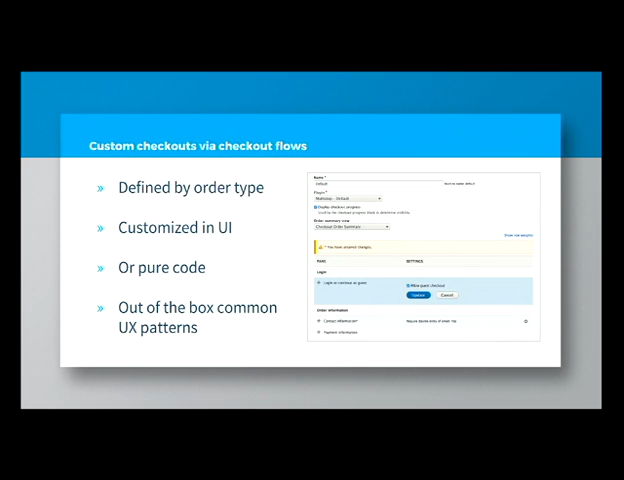 Custom checkouts via checkout flows
» Defined by order type
» Customized in UI
» Or pure code
» Out of the box common
UX patterns
Name *
Default
Plugin *
Multistep - Default
Display checkout progress
Order summary view
Checkout Order Summary
Show row weights
* You have unsaved changes.
PANE SETTINGS
Login
Login or continue as guest
Allow guest checkout
Update Cancel
Order information
Contact information*
Payment information